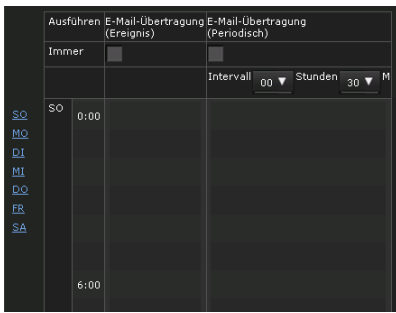 Ausführen E-Mail-Übertragung E-Mail-Übertragung
(Ereignis) (Periodisch)
Immer
Intervall 00 ▼ Stunden 30 ▼ M
SO
MO
DI
MI
DO
FR
SA
SO 0:00
6:00